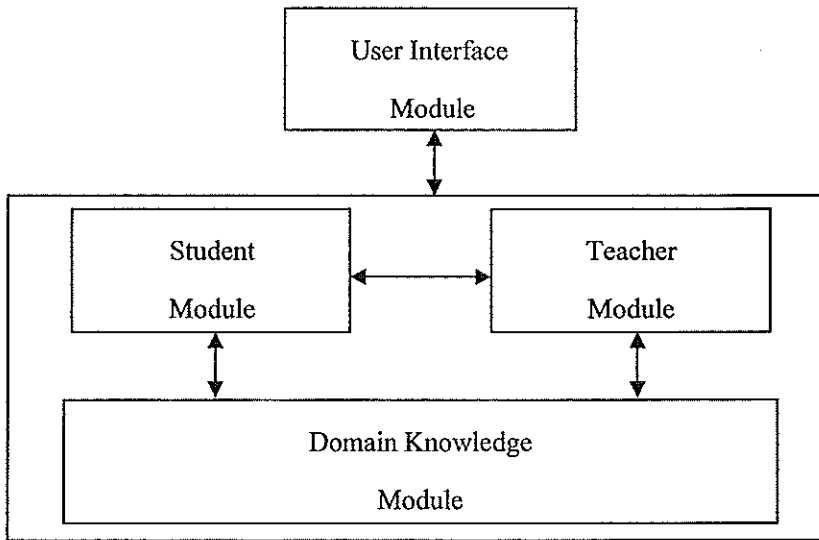 User Interface
Module
Student
Module
Teacher
Module
Domain Knowledge
Module